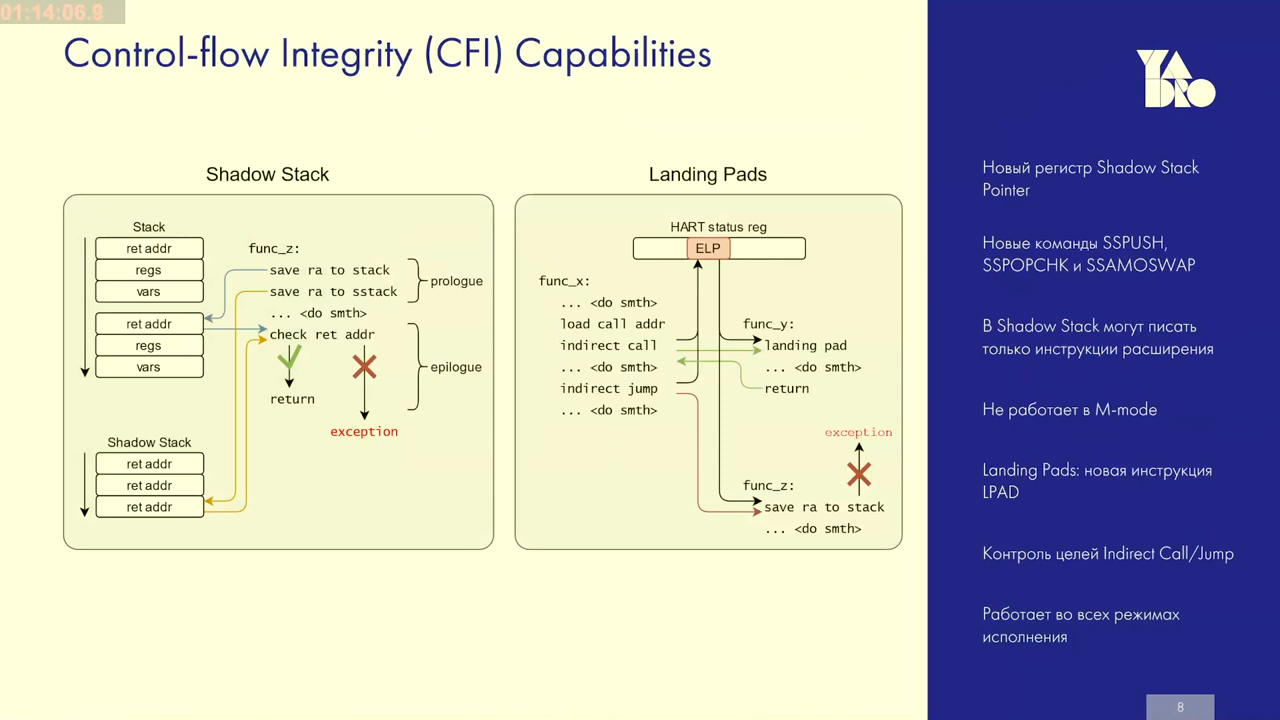 01:14:06.9
Control-flow Integrity (CFI) Capabilities
YADRO
Shadow Stack
Stack
ret addr
regs
vars
ret addr
regs
vars
func_z:
save ra to stack
save ra to sstack
... <do smth>
check ret addr
return
exception
prologue
epilogue
Shadow Stack
ret addr
ret addr
ret addr
Landing Pads
HART status reg
ELP
func_x:
... <do smth>
load call addr
indirect call
... <do smth>
indirect jump
... <do smth>
func_y:
landing pad
... <do smth>
return
exception
func_z:
save ra to stack
... <do smth>
Новый регистр Shadow Stack
Pointer
Новые команды SSPUSH,
SSPOPCHK и SSAMOSWAP
В Shadow Stack могут писать
только инструкции расширения
Не работает в M-mode
Landing Pads: новая инструкция
LPAD
Контроль целей Indirect Call/Jump
Работает во всех режимах
исполнения
8